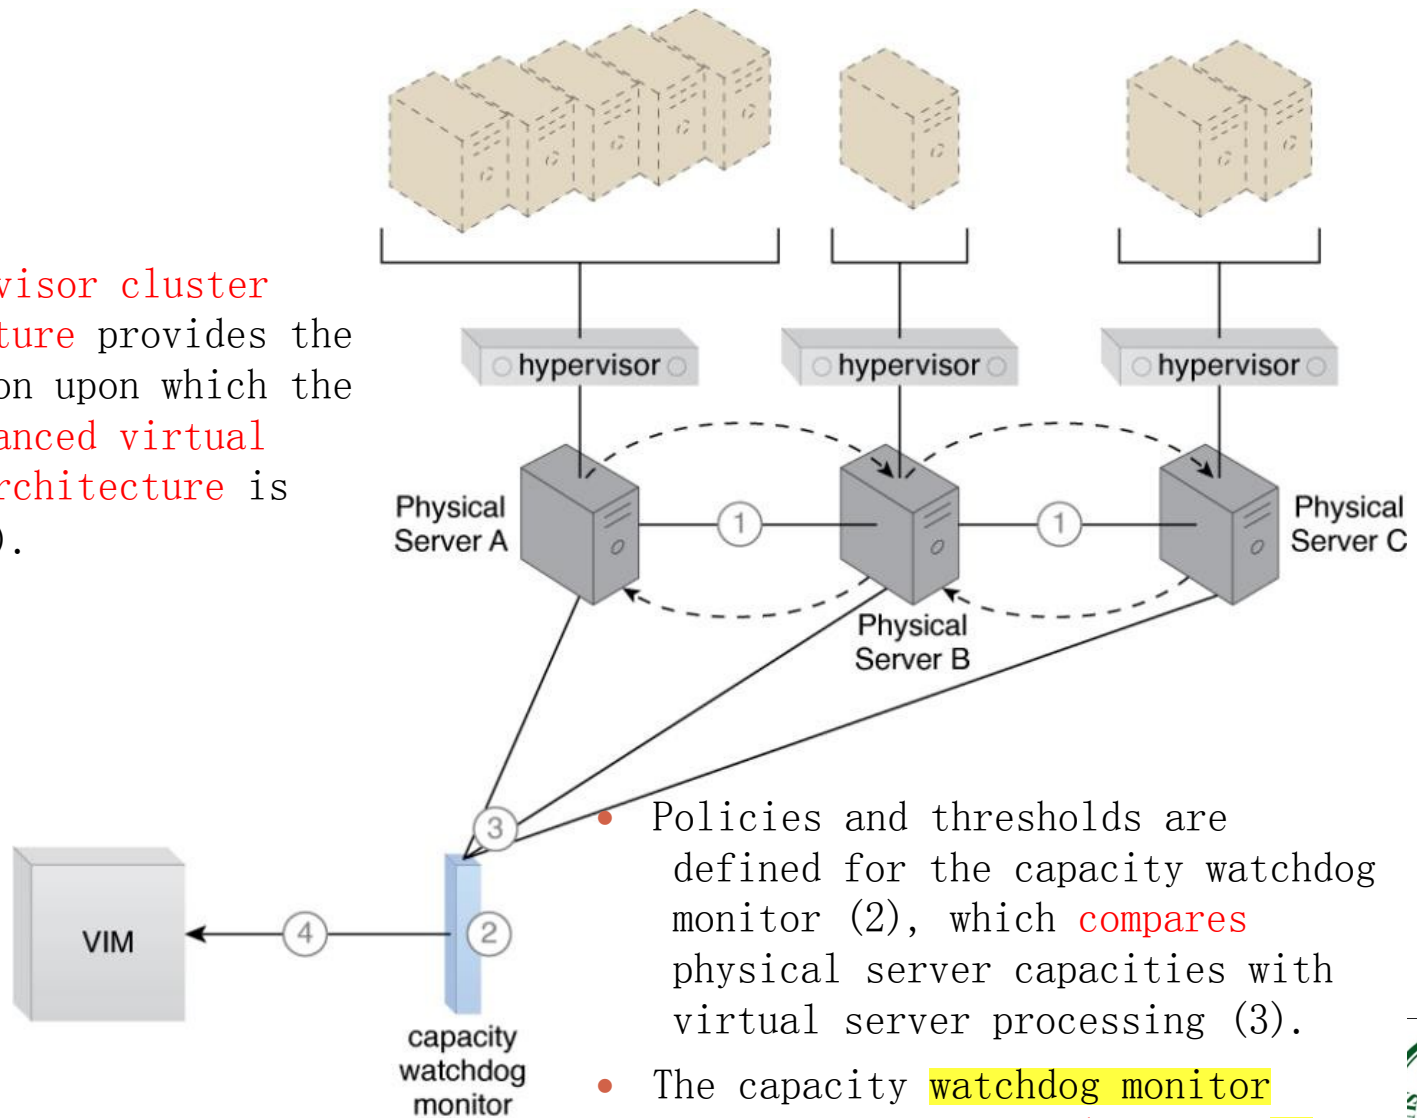 visor cluster
ture provides the
on upon which the
anced virtual
rchitecture is
).
hypervisor
hypervisor
hypervisor
Physical
Server A
1
1
Physical
Server C
Physical
Server B
3
VIM
4
2
capacity
watchdog
monitor
• Policies and thresholds are
defined for the capacity watchdog
monitor (2), which compares
physical server capacities with
virtual server processing (3).
• The capacity watchdog monitor